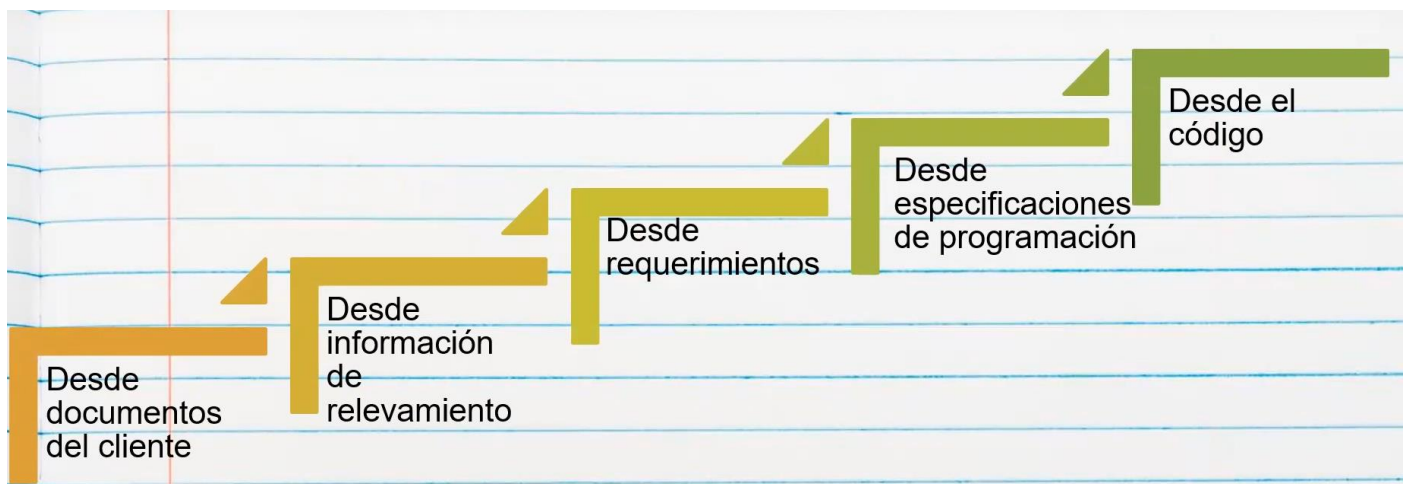 Desde
documentos
del cliente
Desde
información
de
relevamiento
Desde
requerimientos
Desde
especificaciones
de programación
Desde el
código